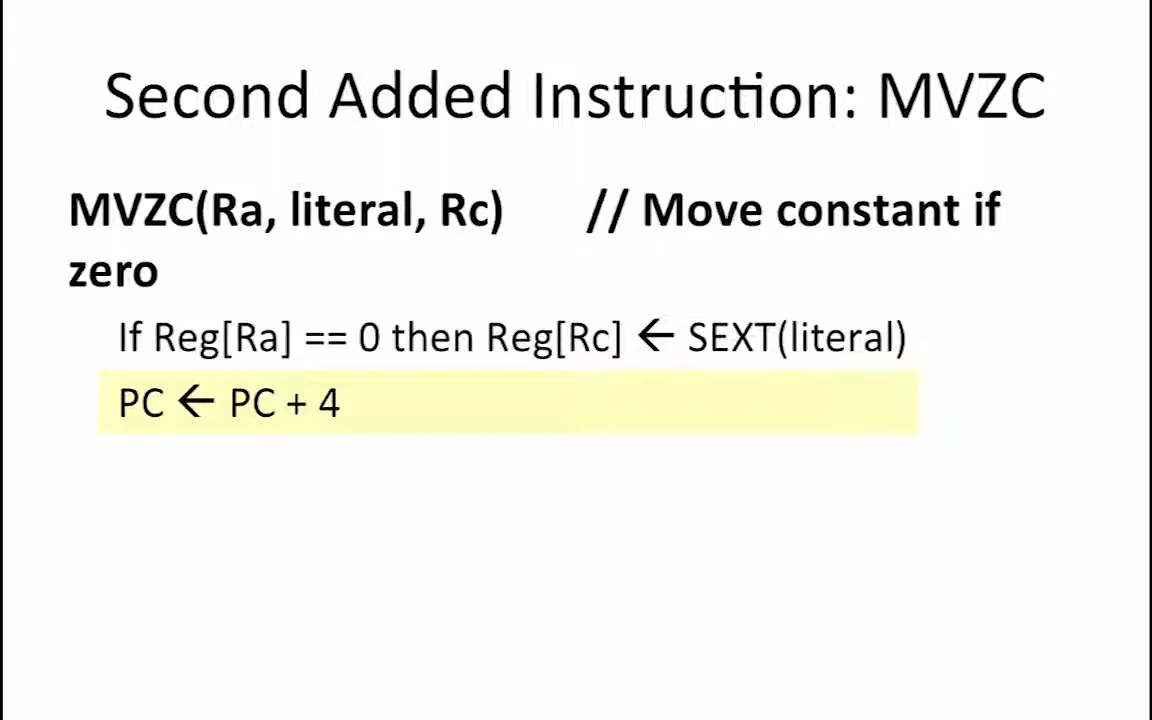 Second Added Instruction: MVZC
MVZC(Ra, literal, Rc) // Move constant if
zero
If Reg[Ra] == 0 then Reg[Rc] ← SEXT(literal)
PC ← PC + 4